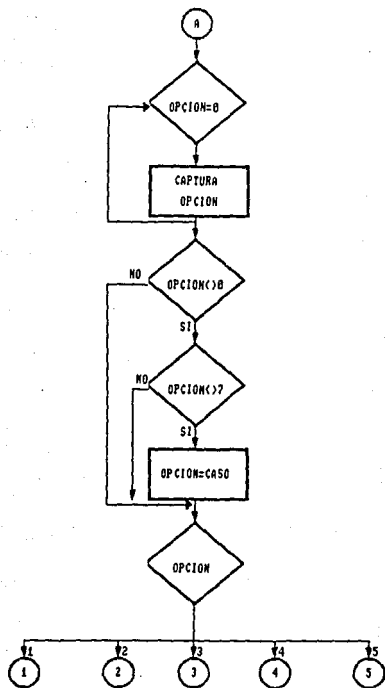 A
OPCION=0
CAPTURA
OPCION
NO
OPCION<>0
SI
NO
OPCION<>7
SI
OPCION=CASO
OPCION
1 2 3 4 5
1 2 3 4 5